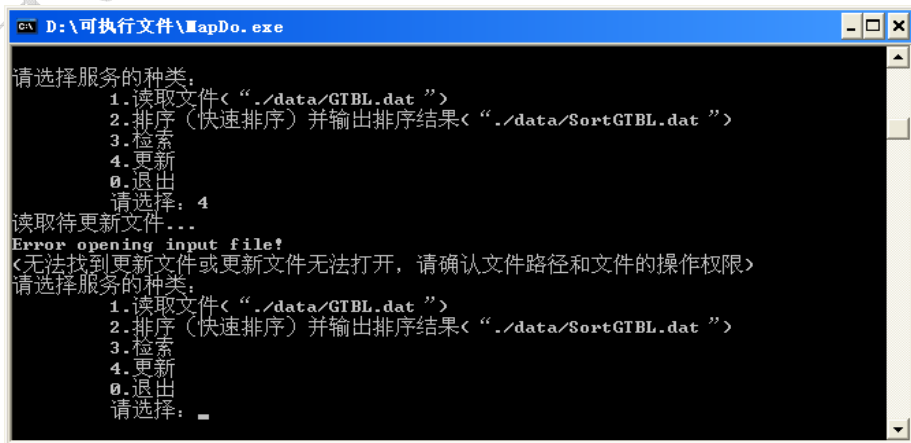 D:\可执行文件\MapDo.exe
请选择服务的种类:
1.读取文件(“./data/GTBL.dat ”)
2.排序（快速排序）并输出排序结果(“./data/SortGTBL.dat ”)
3.检索
4.更新
0.退出
请选择: 4
读取待更新文件...
Error opening input file!
(无法找到更新文件或更新文件无法打开, 请确认文件路径和文件的操作权限)
请选择服务的种类:
1.读取文件(“./data/GTBL.dat ”)
2.排序（快速排序）并输出排序结果(“./data/SortGTBL.dat ”)
3.检索
4.更新
0.退出
请选择: _